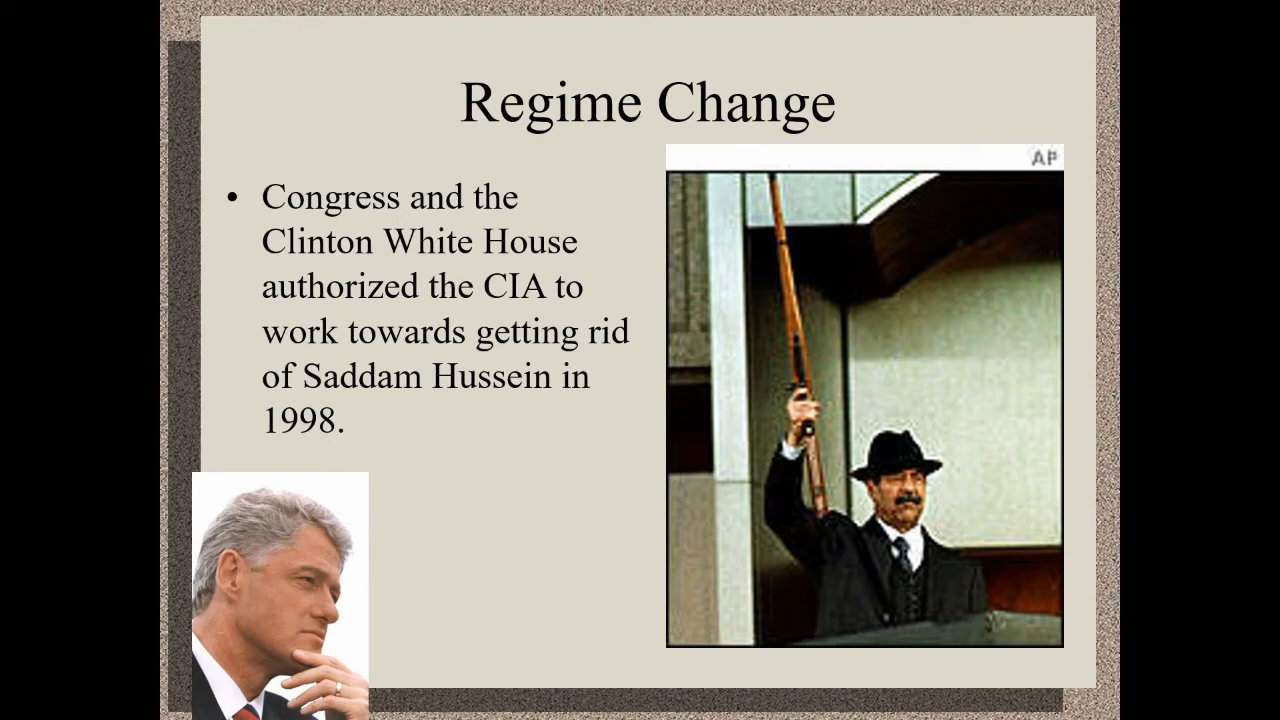 Regime Change
AP
• Congress and the
Clinton White House
authorized the CIA to
work towards getting rid
of Saddam Hussein in
1998.